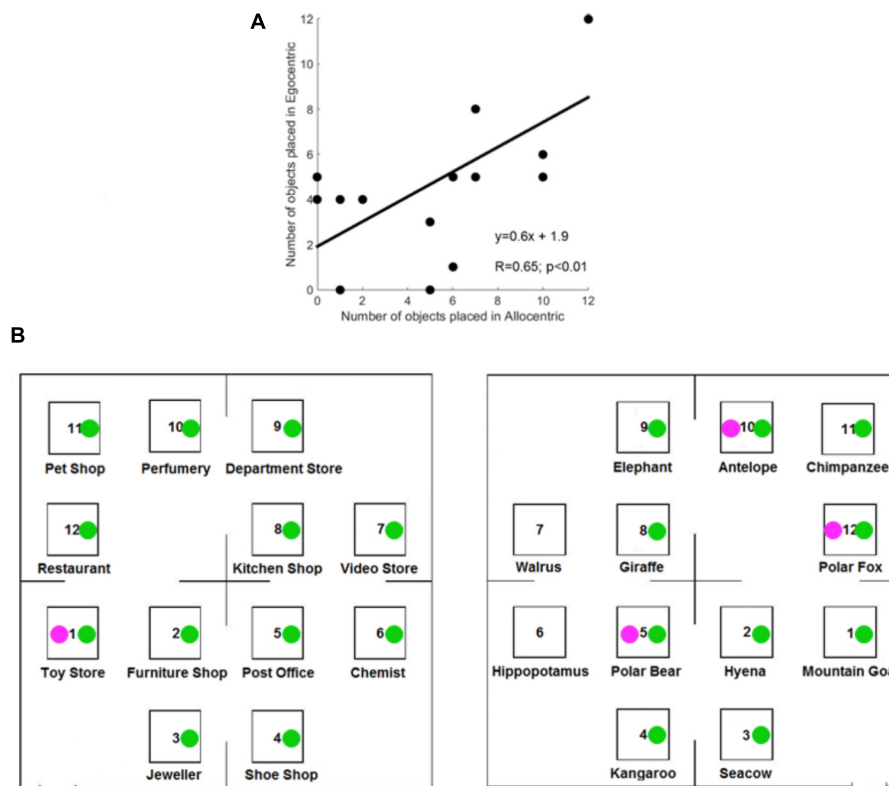 A
Number of objects placed in Egocentric
12
10
8
6
4
2
0
y=0.6x + 1.9
R=0.65; p<0.01
0 2 4 6 8 10 12
Number of objects placed in Allocentric
B
11 10 9
Pet Shop Perfumery Department Store
12 8 7
Restaurant Kitchen Shop Video Store
1 2 5 6
Toy Store Furniture Shop Post Office Chemist
3 4
Jeweller Shoe Shop
9 10 11
Elephant Antelope Chimpanzee
7 8 12
Walrus Giraffe Polar Fox
6 5 2 1
Hippopotamus Polar Bear Hyena Mountain Goa
4 3
Kangaroo Seacow